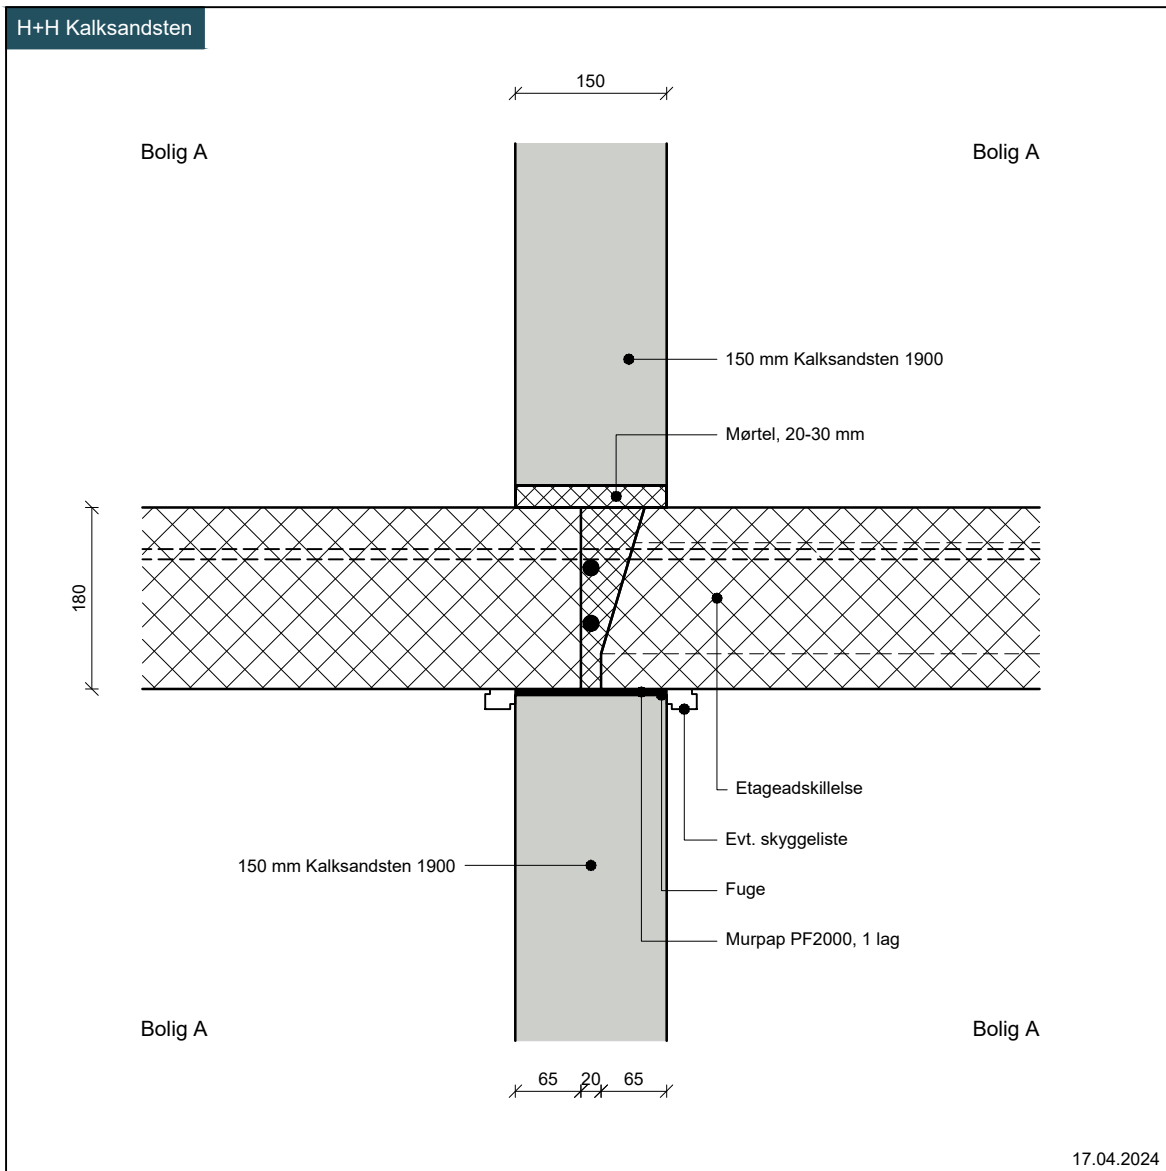 H+H Kalksandsten
150
Bolig A
Bolig A
150 mm Kalksandsten 1900
Mørtel, 20-30 mm
180
Etageadskillelse
Evt. skyggeliste
150 mm Kalksandsten 1900
Fuge
Murpap PF2000, 1 lag
Bolig A
Bolig A
65 20 65
17.04.2024